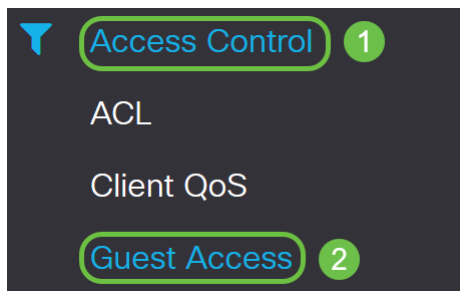 Access Control 1
ACL
Client QoS
Guest Access 2